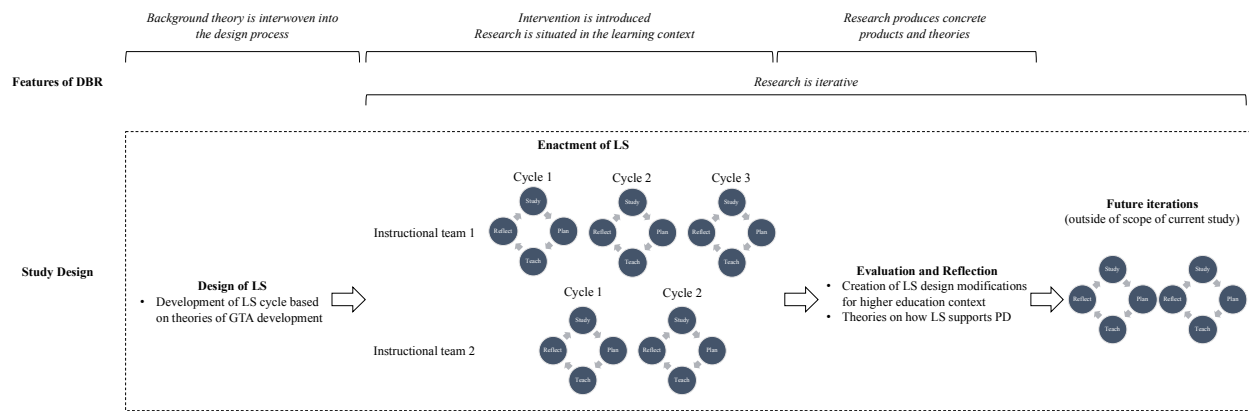 Background theory is interwoven into
the design process
Intervention is introduced
Research is situated in the learning context
Research produces concrete
products and theories
Features of DBR
Research is iterative
Study Design
Design of LS
• Development of LS cycle based
on theories of GTA development
Enactment of LS
Instructional team 1
Cycle 1
Study
Plan
Teach
Reflect
Cycle 2
Study
Plan
Teach
Reflect
Cycle 3
Study
Plan
Teach
Reflect
Instructional team 2
Cycle 1
Study
Plan
Teach
Reflect
Cycle 2
Study
Plan
Teach
Reflect
Evaluation and Reflection
• Creation of LS design modifications
for higher education context
• Theories on how LS supports PD
Future iterations
(outside of scope of current study)
Study
Plan
Teach
Reflect
Study
Plan
Teach
Reflect